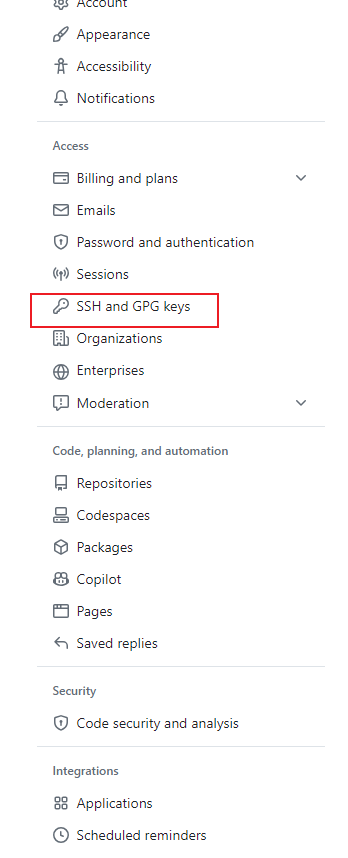 Account
Appearance
Accessibility
Notifications
Access
Billing and plans
Emails
Password and authentication
Sessions
SSH and GPG keys
Organizations
Enterprises
Moderation
Code, planning, and automation
Repositories
Codespaces
Packages
Copilot
Pages
Saved replies
Security
Code security and analysis
Integrations
Applications
Scheduled reminders